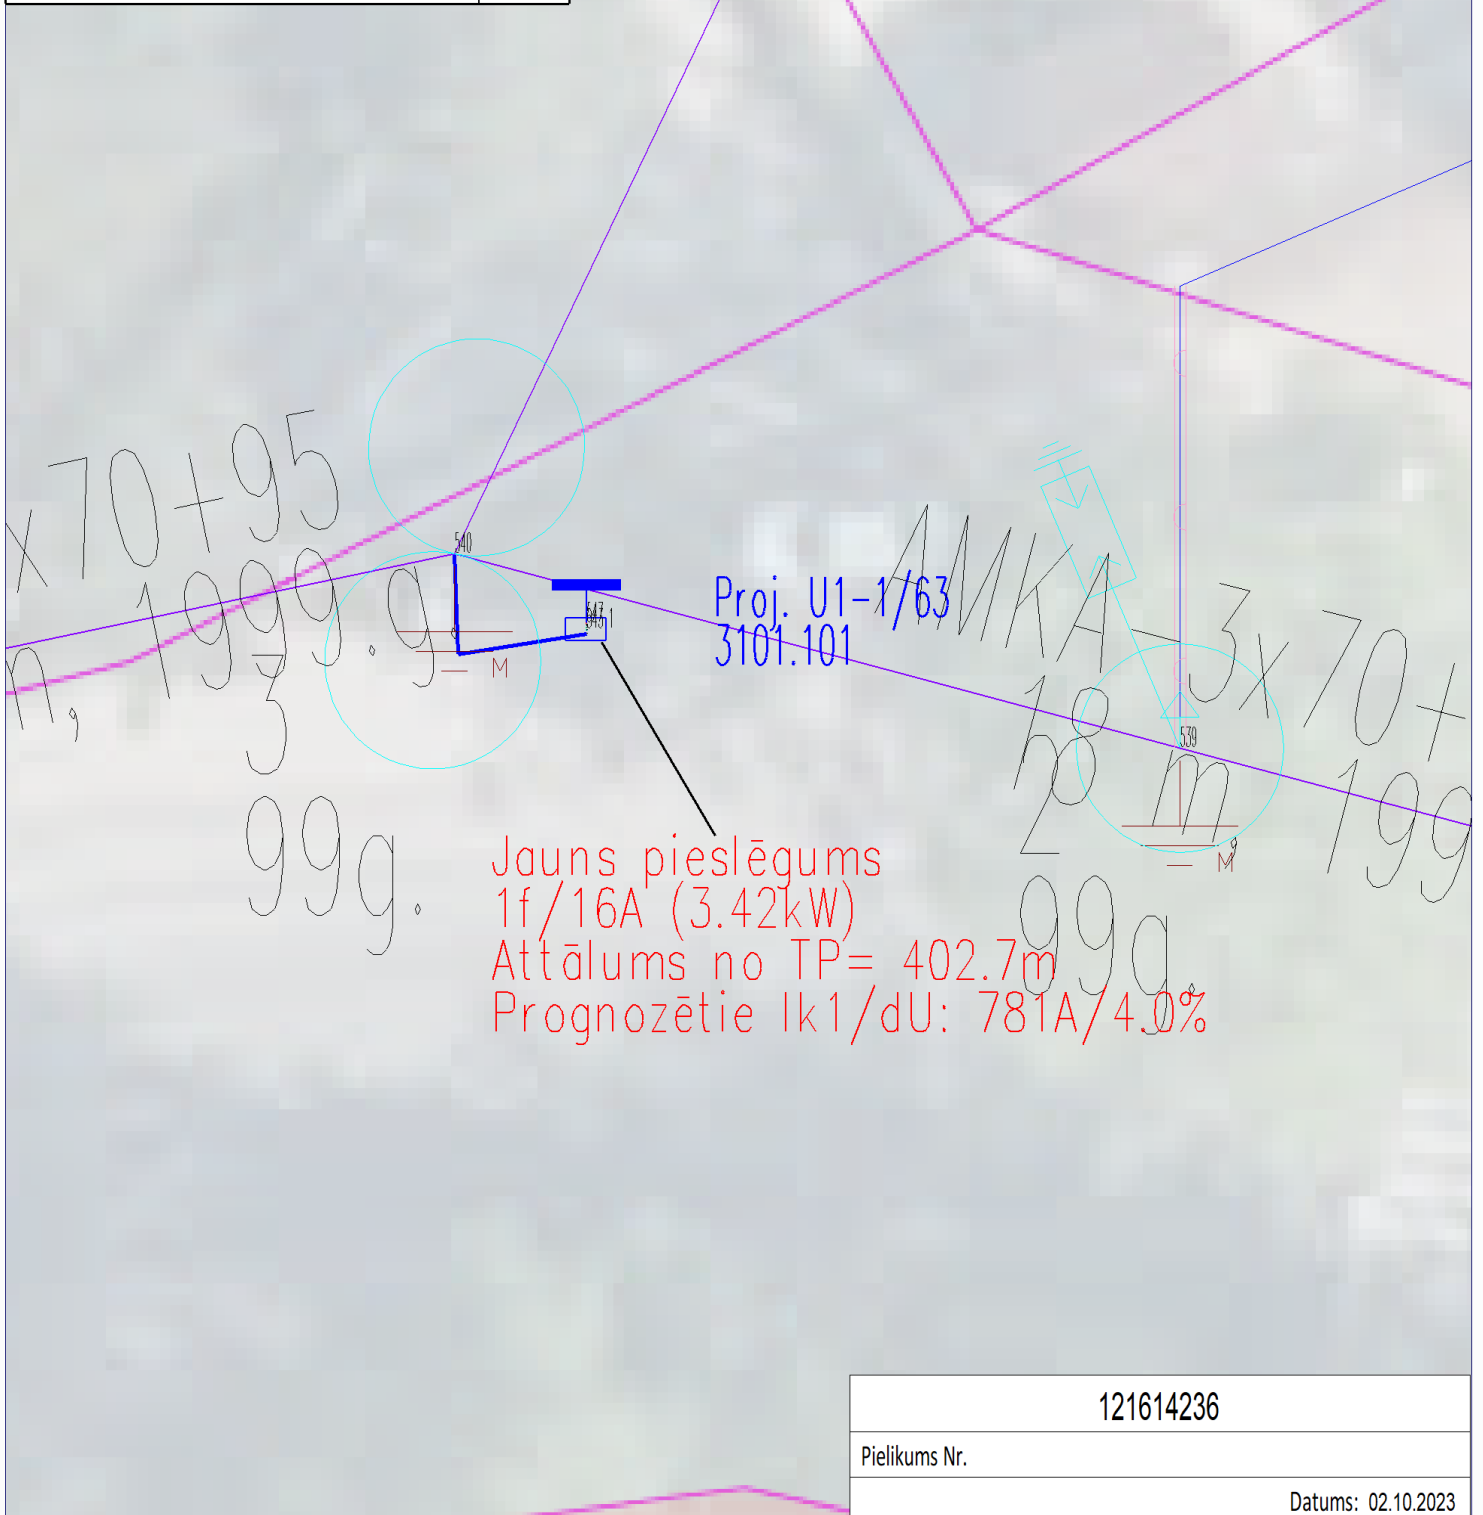 x70+95
n, 1999.g.
3
99g.
540
M
Proj. U1-1/63
3101.101
AMKA-3x70+
18 m, 199
2
99g.
539
M
Jauns pieslēgums
1f/16A (3.42kW)
Attālums no TP= 402.7m
Prognozētie Ik1/dU: 781A/4.0%
121614236
Pielikums Nr.
Datums: 02.10.2023